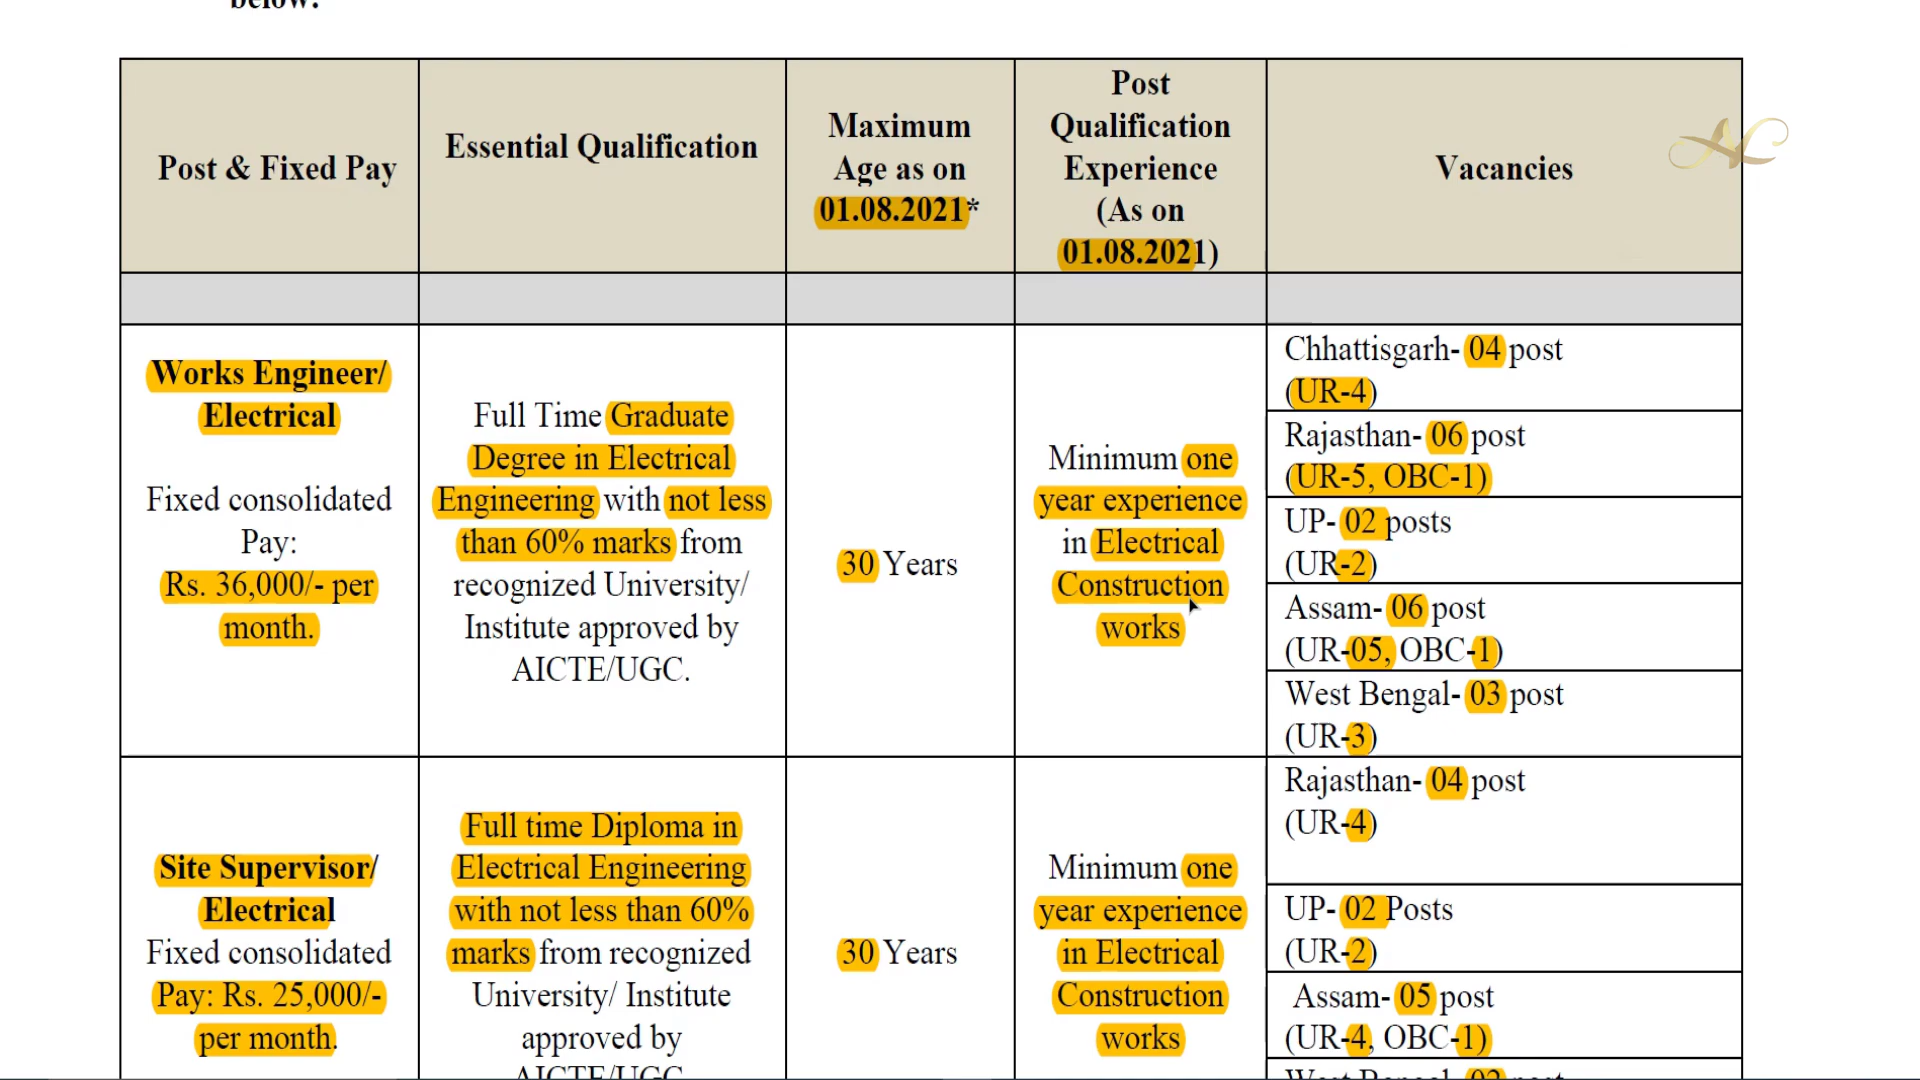 below:
Post & Fixed Pay
Essential Qualification
Maximum
Age as on
01.08.2021*
Post
Qualification
Experience
(As on
01.08.2021)
Vacancies
Works Engineer/
Electrical
Fixed consolidated
Pay:
Rs. 36,000/- per
month.
Full Time Graduate
Degree in Electrical
Engineering with not less
than 60% marks from
recognized University/
Institute approved by
AICTE/UGC.
30 Years
Minimum one
year experience
in Electrical
Construction
works
Chhattisgarh- 04 post
(UR-4)
Rajasthan- 06 post
(UR-5, OBC-1)
UP- 02 posts
(UR-2)
Assam- 06 post
(UR-05, OBC-1)
West Bengal- 03 post
(UR-3)
Site Supervisor/
Electrical
Fixed consolidated
Pay: Rs. 25,000/-
per month.
Full time Diploma in
Electrical Engineering
with not less than 60%
marks from recognized
University/ Institute
approved by
AICTE/UGC
30 Years
Minimum one
year experience
in Electrical
Construction
works
Rajasthan- 04 post
(UR-4)
UP- 02 Posts
(UR-2)
Assam- 05 post
(UR-4, OBC-1)
West Bengal- post
AC